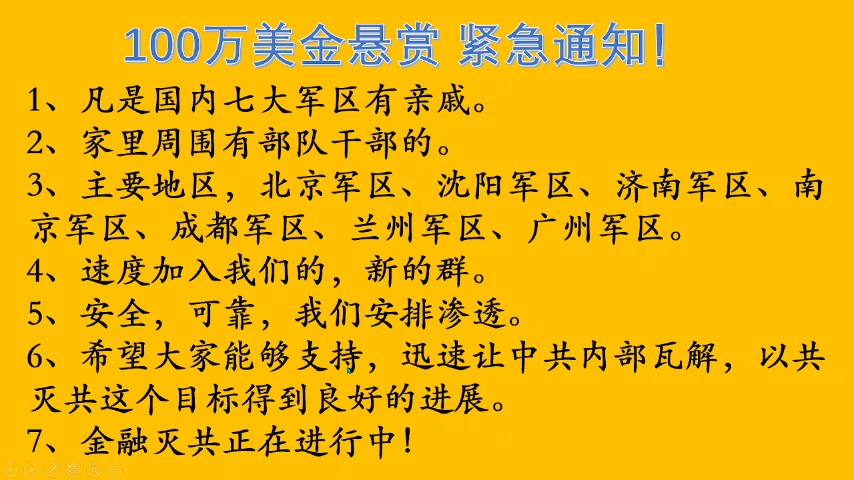 100万美金悬赏 紧急通知！
1、凡是国内七大军区有亲戚。
2、家里周围有部队干部的。
3、主要地区，北京军区、沈阳军区、济南军区、南
京军区、成都军区、兰州军区、广州军区。
4、速度加入我们的，新的群。
5、安全，可靠，我们安排渗透。
6、希望大家能够支持，迅速让中共内部瓦解，以共
灭共这个目标得到良好的进展。
7、金融灭共正在进行中！